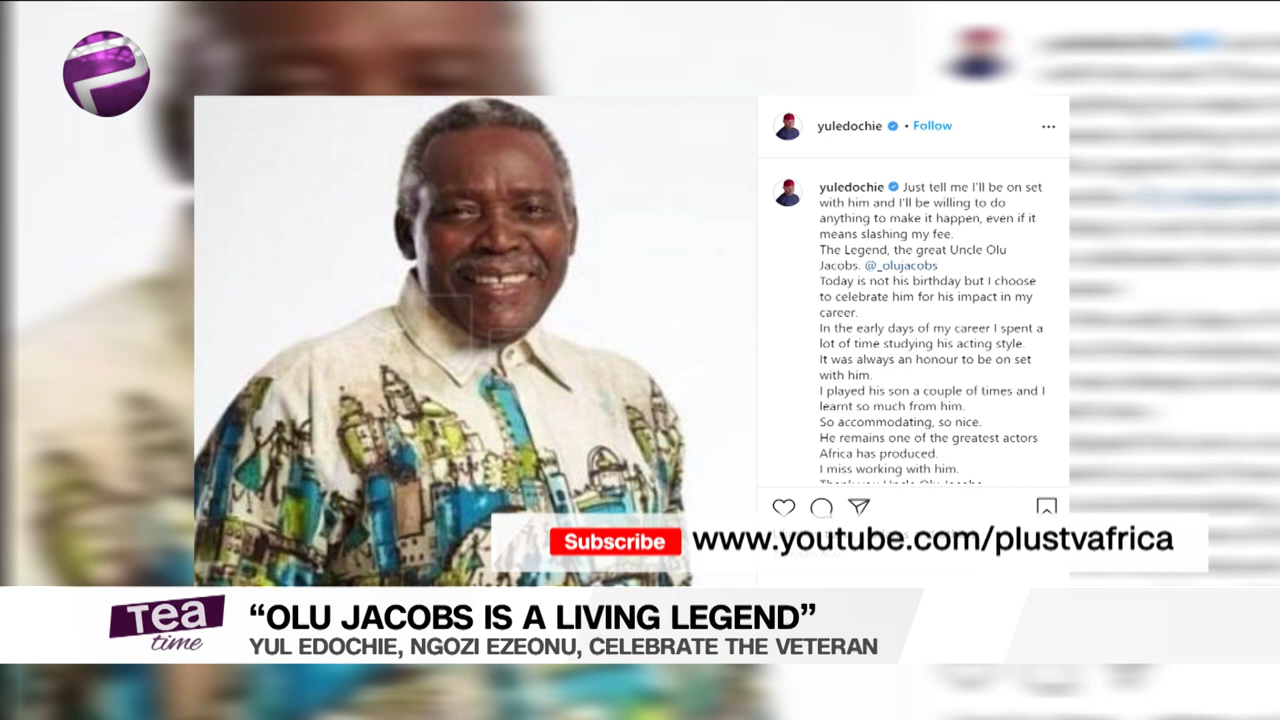 yuledochie • Follow
yuledochie Just tell me I'll be on set
with him and I'll be willing to do
anything to make it happen, even if it
means slashing my fee.
The Legend, the great Uncle Olu
Jacobs. @_olujacobs
Today is not his birthday but I choose
to celebrate him for his impact in my
career.
In the early days of my career I spent a
lot of time studying his acting style.
It was always an honour to be on set
with him.
I played his son a couple of times and I
learnt so much from him.
So accommodating, so nice.
He remains one of the greatest actors
Africa has produced.
I miss working with him.
Thank you Uncle Olu Jacobs
Subscribe www.youtube.com/plustvafrica
Tea
time
“OLU JACOBS IS A LIVING LEGEND”
YUL EDOCHIE, NGOZI EZEONU, CELEBRATE THE VETERAN